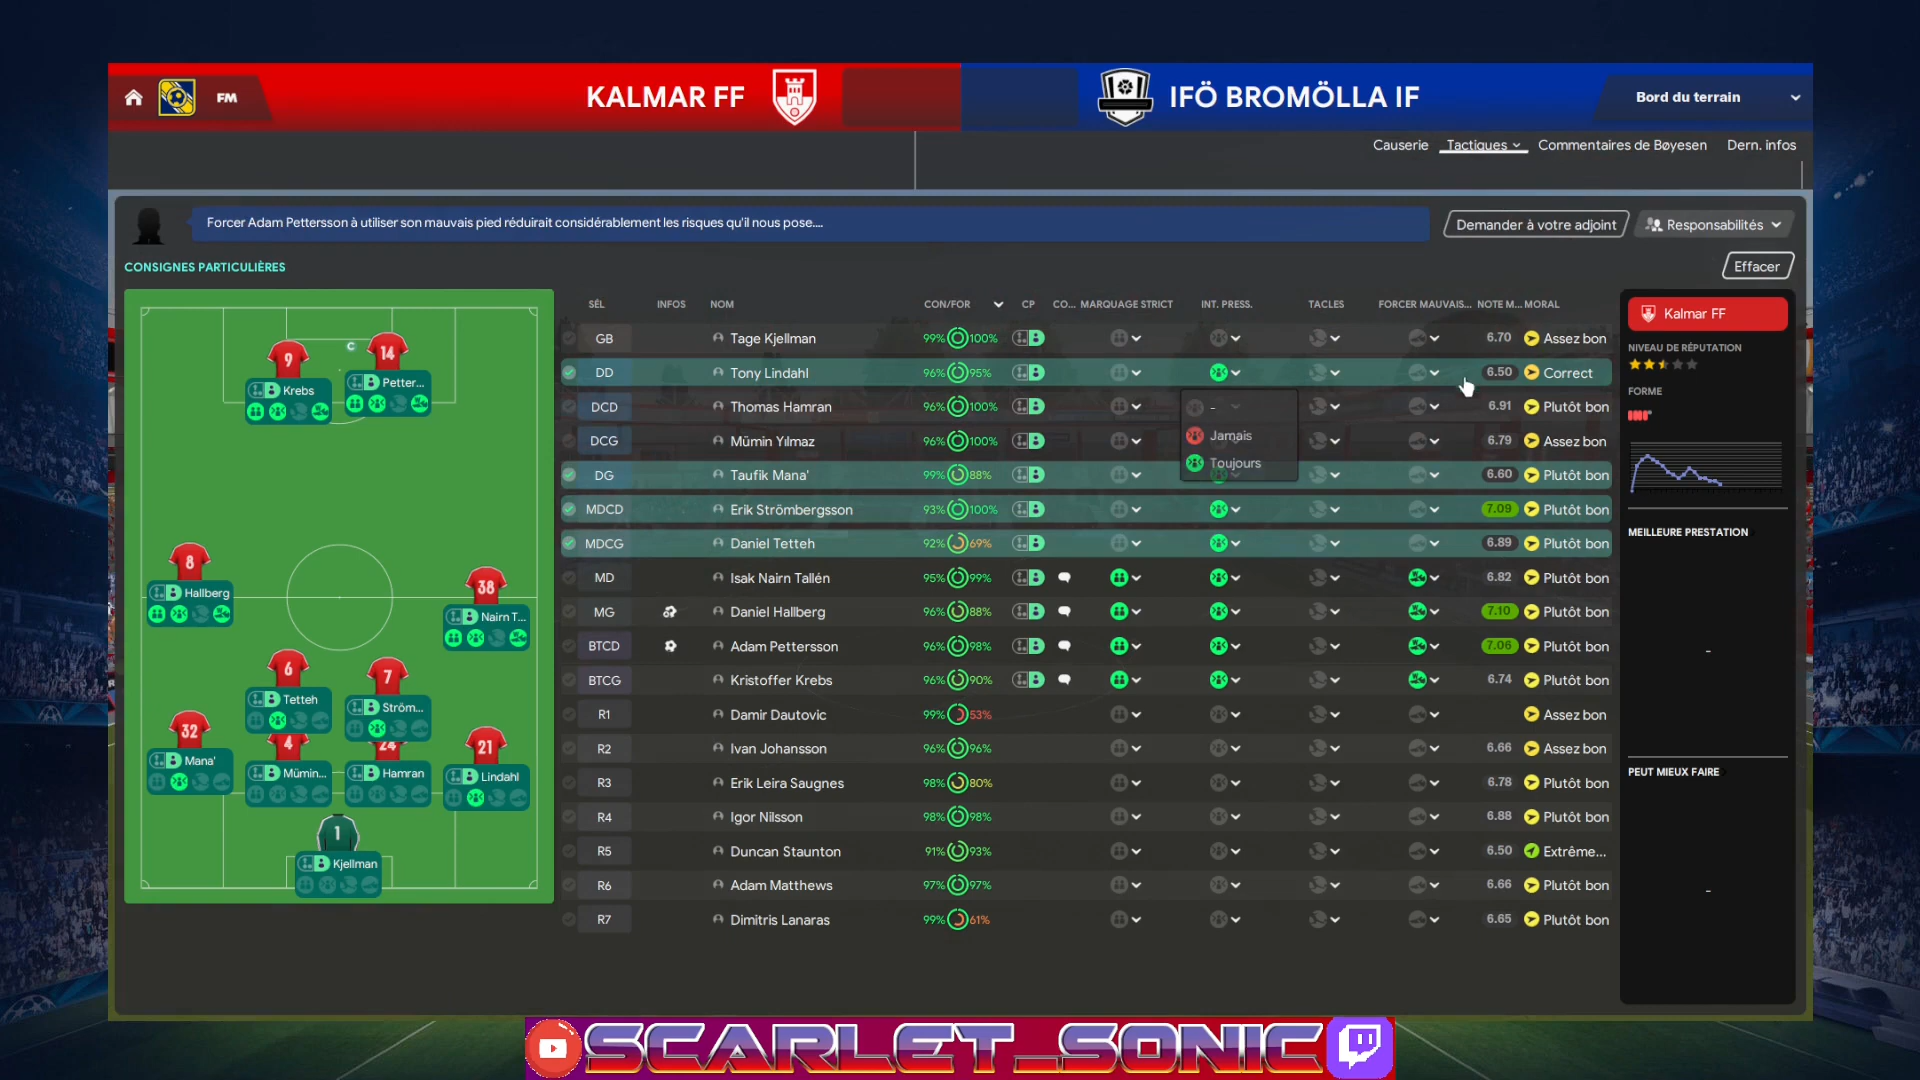 FM
KALMAR FF
IFÖ BROMÖLLA IF
Bord du terrain
Causerie
Tactiques
Commentaires de Bøyesen
Dern. infos
Forcer Adam Pettersson à utiliser son mauvais pied réduirait considérablement les risques qu'il nous pose....
Demander à votre adjoint
Responsabilités
CONSIGNES PARTICULIÈRES
Effacer
SÉL INFOS NOM CON/FOR CP CO... MARQUAGE STRICT INT. PRESS. TACLES FORCER MAUVAIS... NOTE M... MORAL
GB Tage Kjellman 99% 100% 6.70 Assez bon
DD Tony Lindahl 96% 95% 6.50 Correct
DCD Thomas Hamran 96% 100% - 6.91 Plutôt bon
DCG Mümin Yılmaz 96% 100% Jamais 6.79 Assez bon
DG Taufik Mana' 99% 88% Toujours 6.60 Plutôt bon
MDCD Erik Strömbergsson 93% 100% 7.09 Plutôt bon
MDCG Daniel Tetteh 92% 69% 6.89 Plutôt bon
MD Isak Nairn Tallén 95% 99% 6.82 Plutôt bon
MG Daniel Hallberg 96% 88% 7.10 Plutôt bon
BTCD Adam Pettersson 96% 98% 7.06 Plutôt bon
BTCG Kristoffer Krebs 96% 90% 6.74 Plutôt bon
R1 Damir Dautovic 99% 53% Assez bon
R2 Ivan Johansson 96% 96% 6.66 Assez bon
R3 Erik Leira Saugnes 98% 80% 6.78 Plutôt bon
R4 Igor Nilsson 98% 98% 6.88 Plutôt bon
R5 Duncan Staunton 91% 93% 6.50 Extrême...
R6 Adam Matthews 97% 97% 6.66 Plutôt bon
R7 Dimitris Lanaras 99% 61% 6.65 Plutôt bon
9 C 14
Krebs Petter...
8 38
Hallberg Nairn T...
6 7
Tetteh Ström...
32 4 24 21
Mana' Mümin... Hamran Lindahl
1
Kjellman
Kalmar FF
NIVEAU DE RÉPUTATION
FORME
MEILLEURE PRESTATION
-
PEUT MIEUX FAIRE
-
SCARLET_SONIC